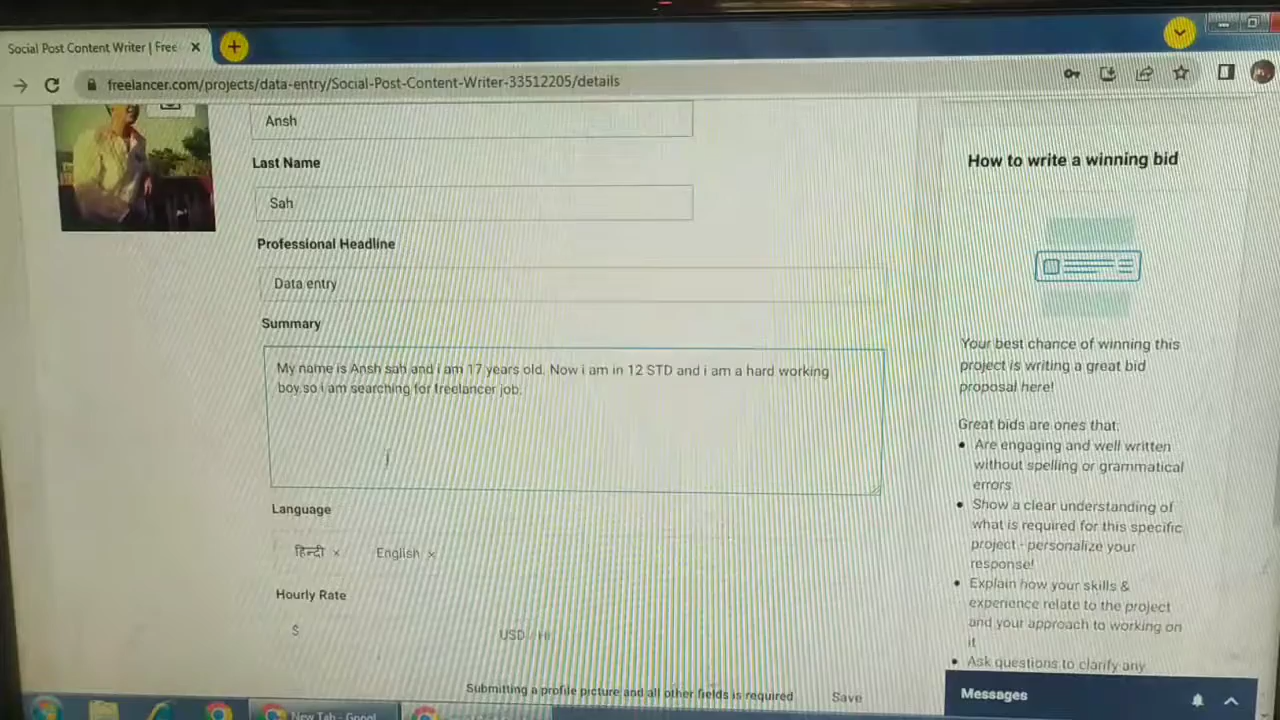 Social Post Content Writer | Free
freelancer.com/projects/data-entry/Social-Post-Content-Writer-33512205/details
Ansh
Last Name
Sah
Professional Headline
Data entry
Summary
My name is Ansh sah and i am 17 years old. Now i am in 12 STD and i am a hard working
boy.so i am searching for freelancer job.
Language
हिन्दी ×
English ×
Hourly Rate
$
USD / Hr
Submitting a profile picture and all other fields is required
Save
How to write a winning bid
Your best chance of winning this
project is writing a great bid
proposal here!
Great bids are ones that:
• Are engaging and well written
without spelling or grammatical
errors
• Show a clear understanding of
what is required for this specific
project - personalize your
response!
• Explain how your skills &
experience relate to the project
and your approach to working on
it
• Ask questions to clarify any
Messages
New Tab - Googl